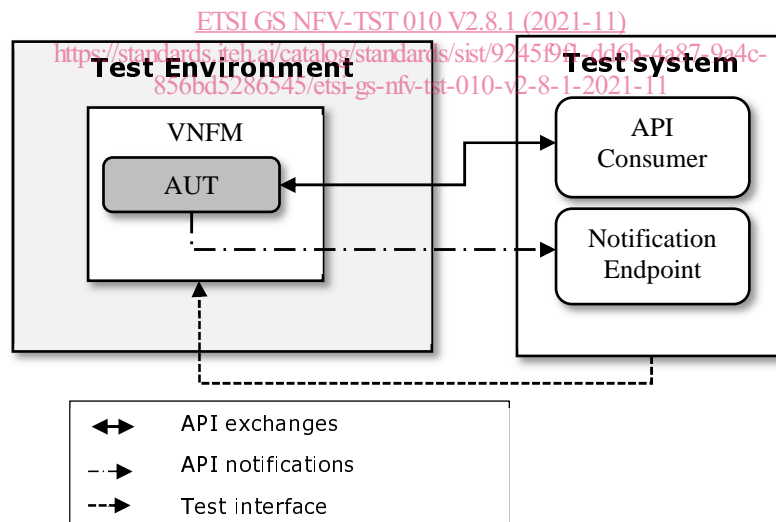 ETSI GS NFV-TST 010 V2.8.1 (2021-11)
https://standards.iteh.ai/catalog/standards/sist/9245f9f1-dd6b-4a87-9a4c-
856bd5286545/etsi-gs-nfv-tst-010-v2-8-1-2021-11
Test Environment
Test system
VNFM
AUT
API
Consumer
Notification
Endpoint
API exchanges
API notifications
Test interface